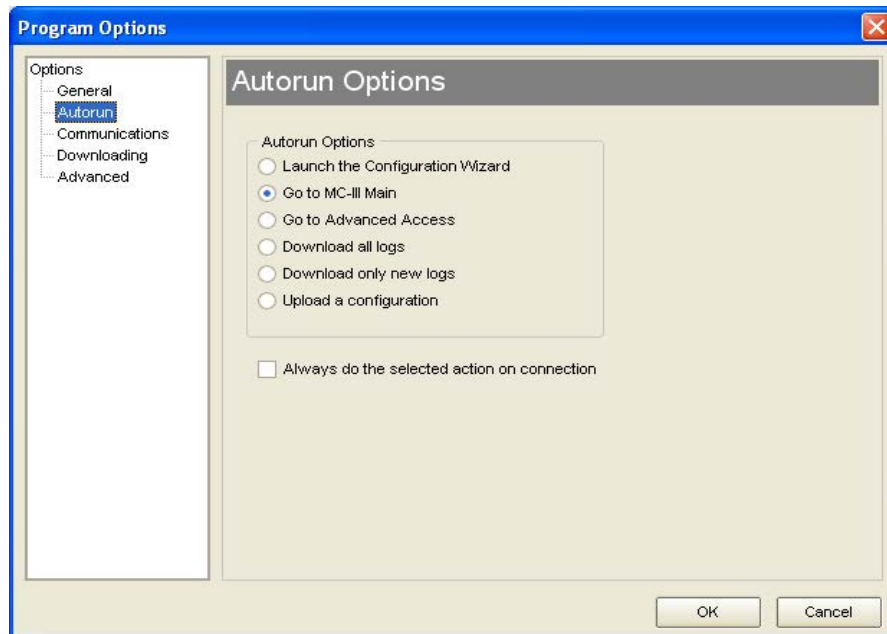 Program Options
Options
General
Autorun
Communications
Downloading
Advanced
Autorun Options
Autorun Options
Launch the Configuration Wizard
Go to MC-III Main
Go to Advanced Access
Download all logs
Download only new logs
Upload a configuration
Always do the selected action on connection
OK
Cancel